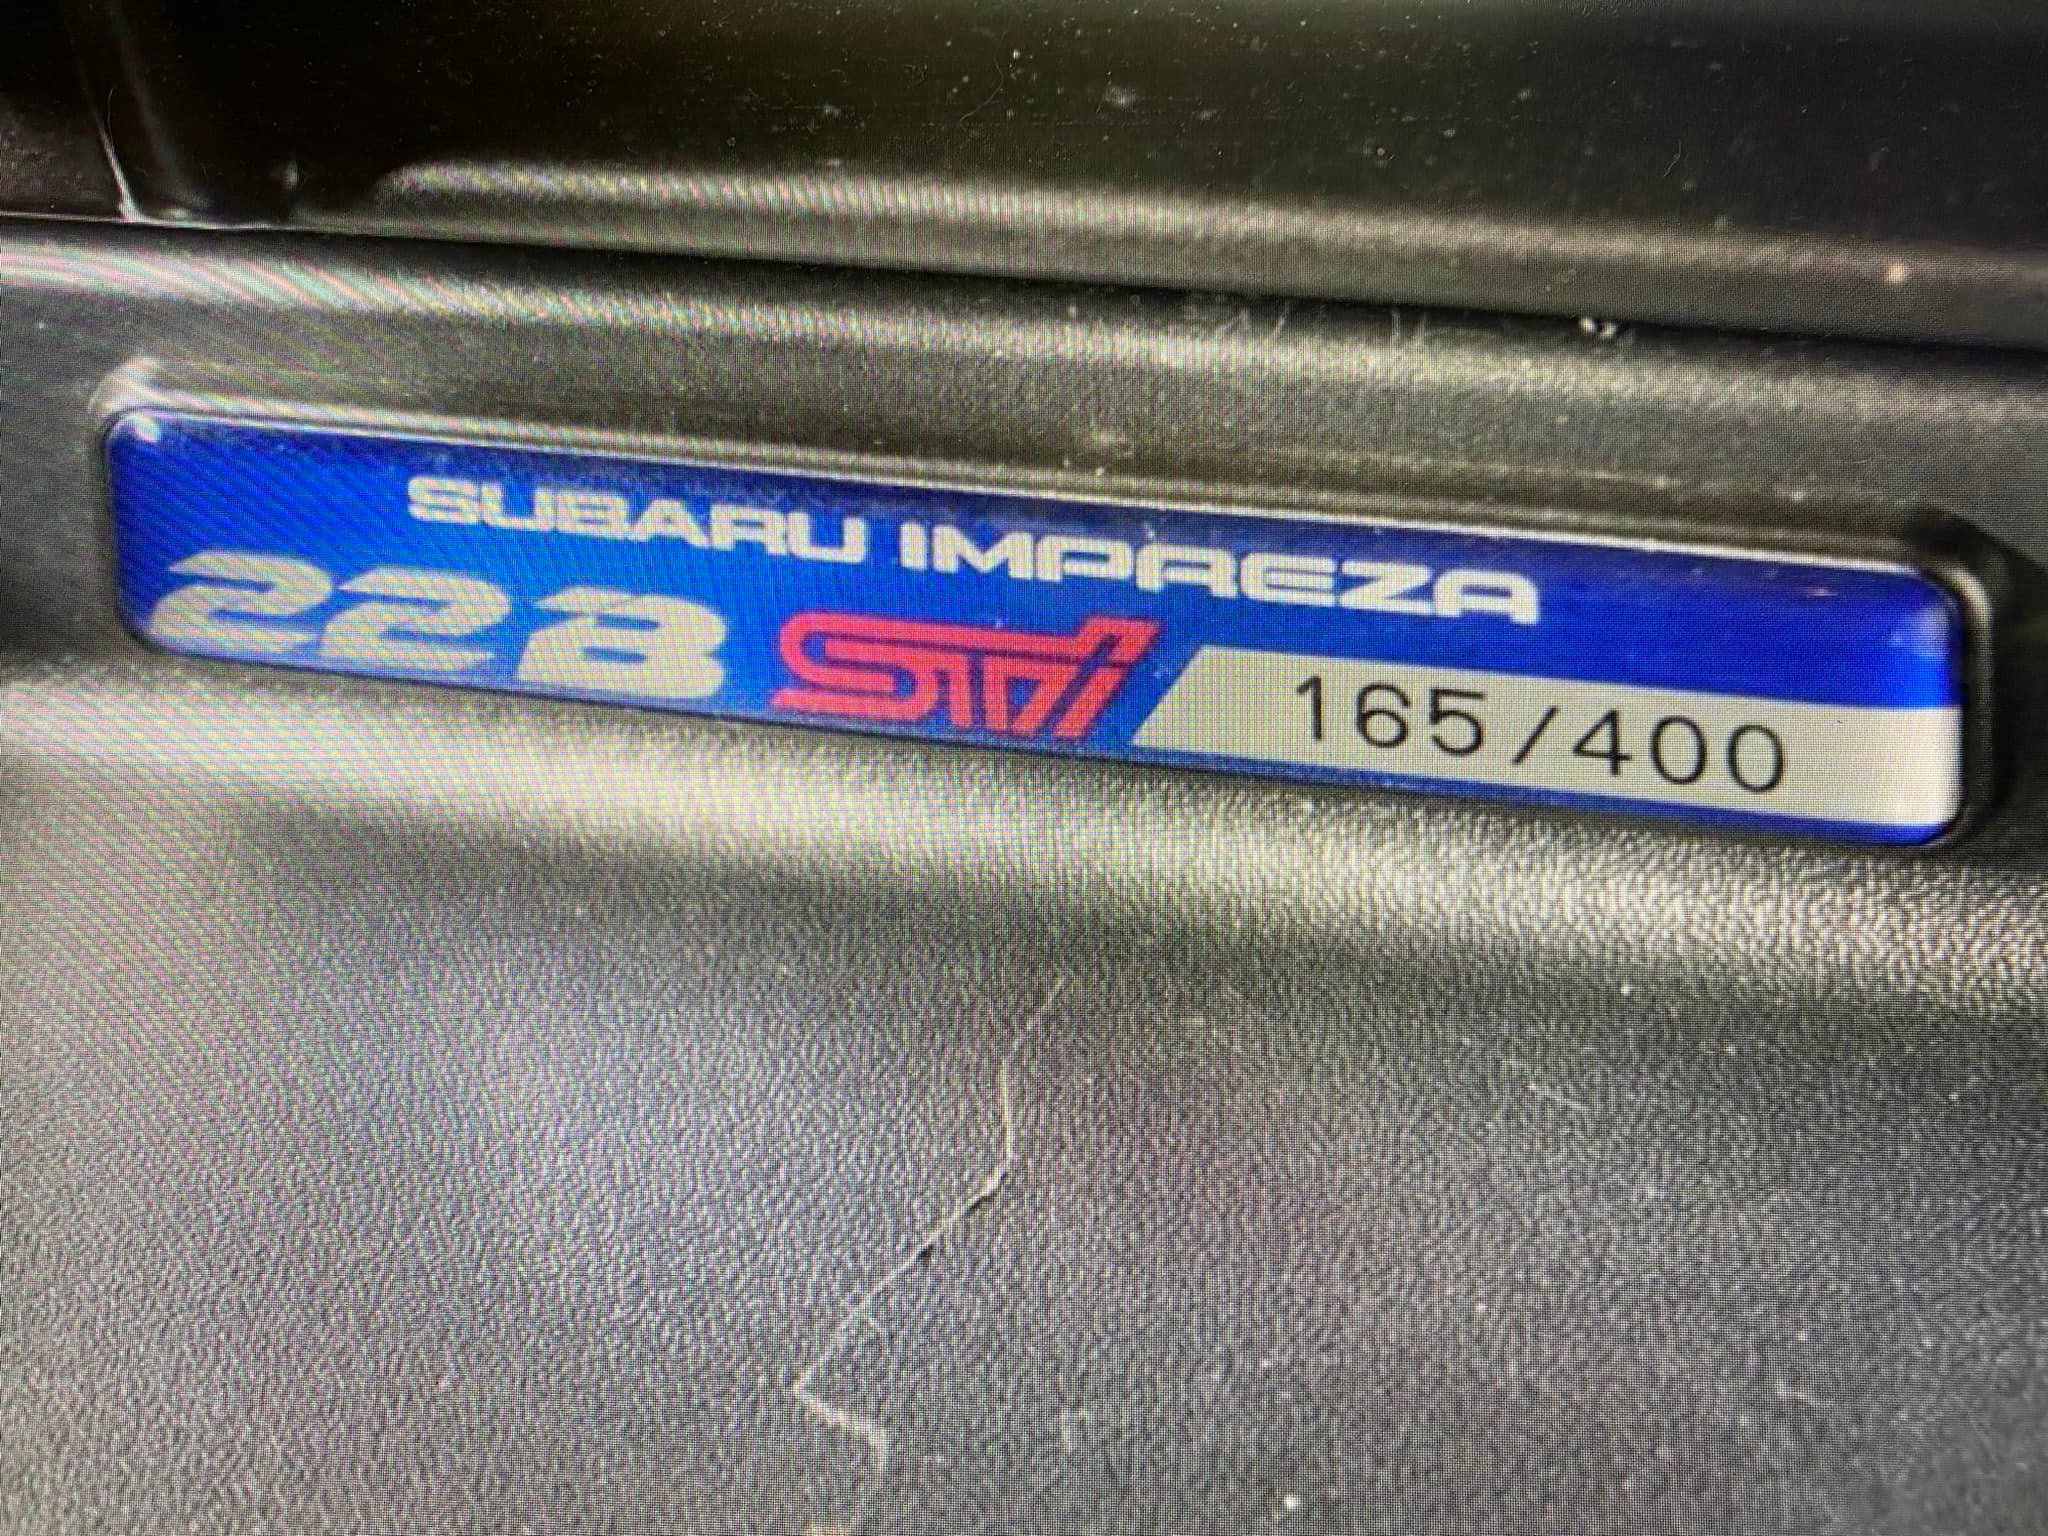 SUBARU IMPREZA
22B STi 165/400